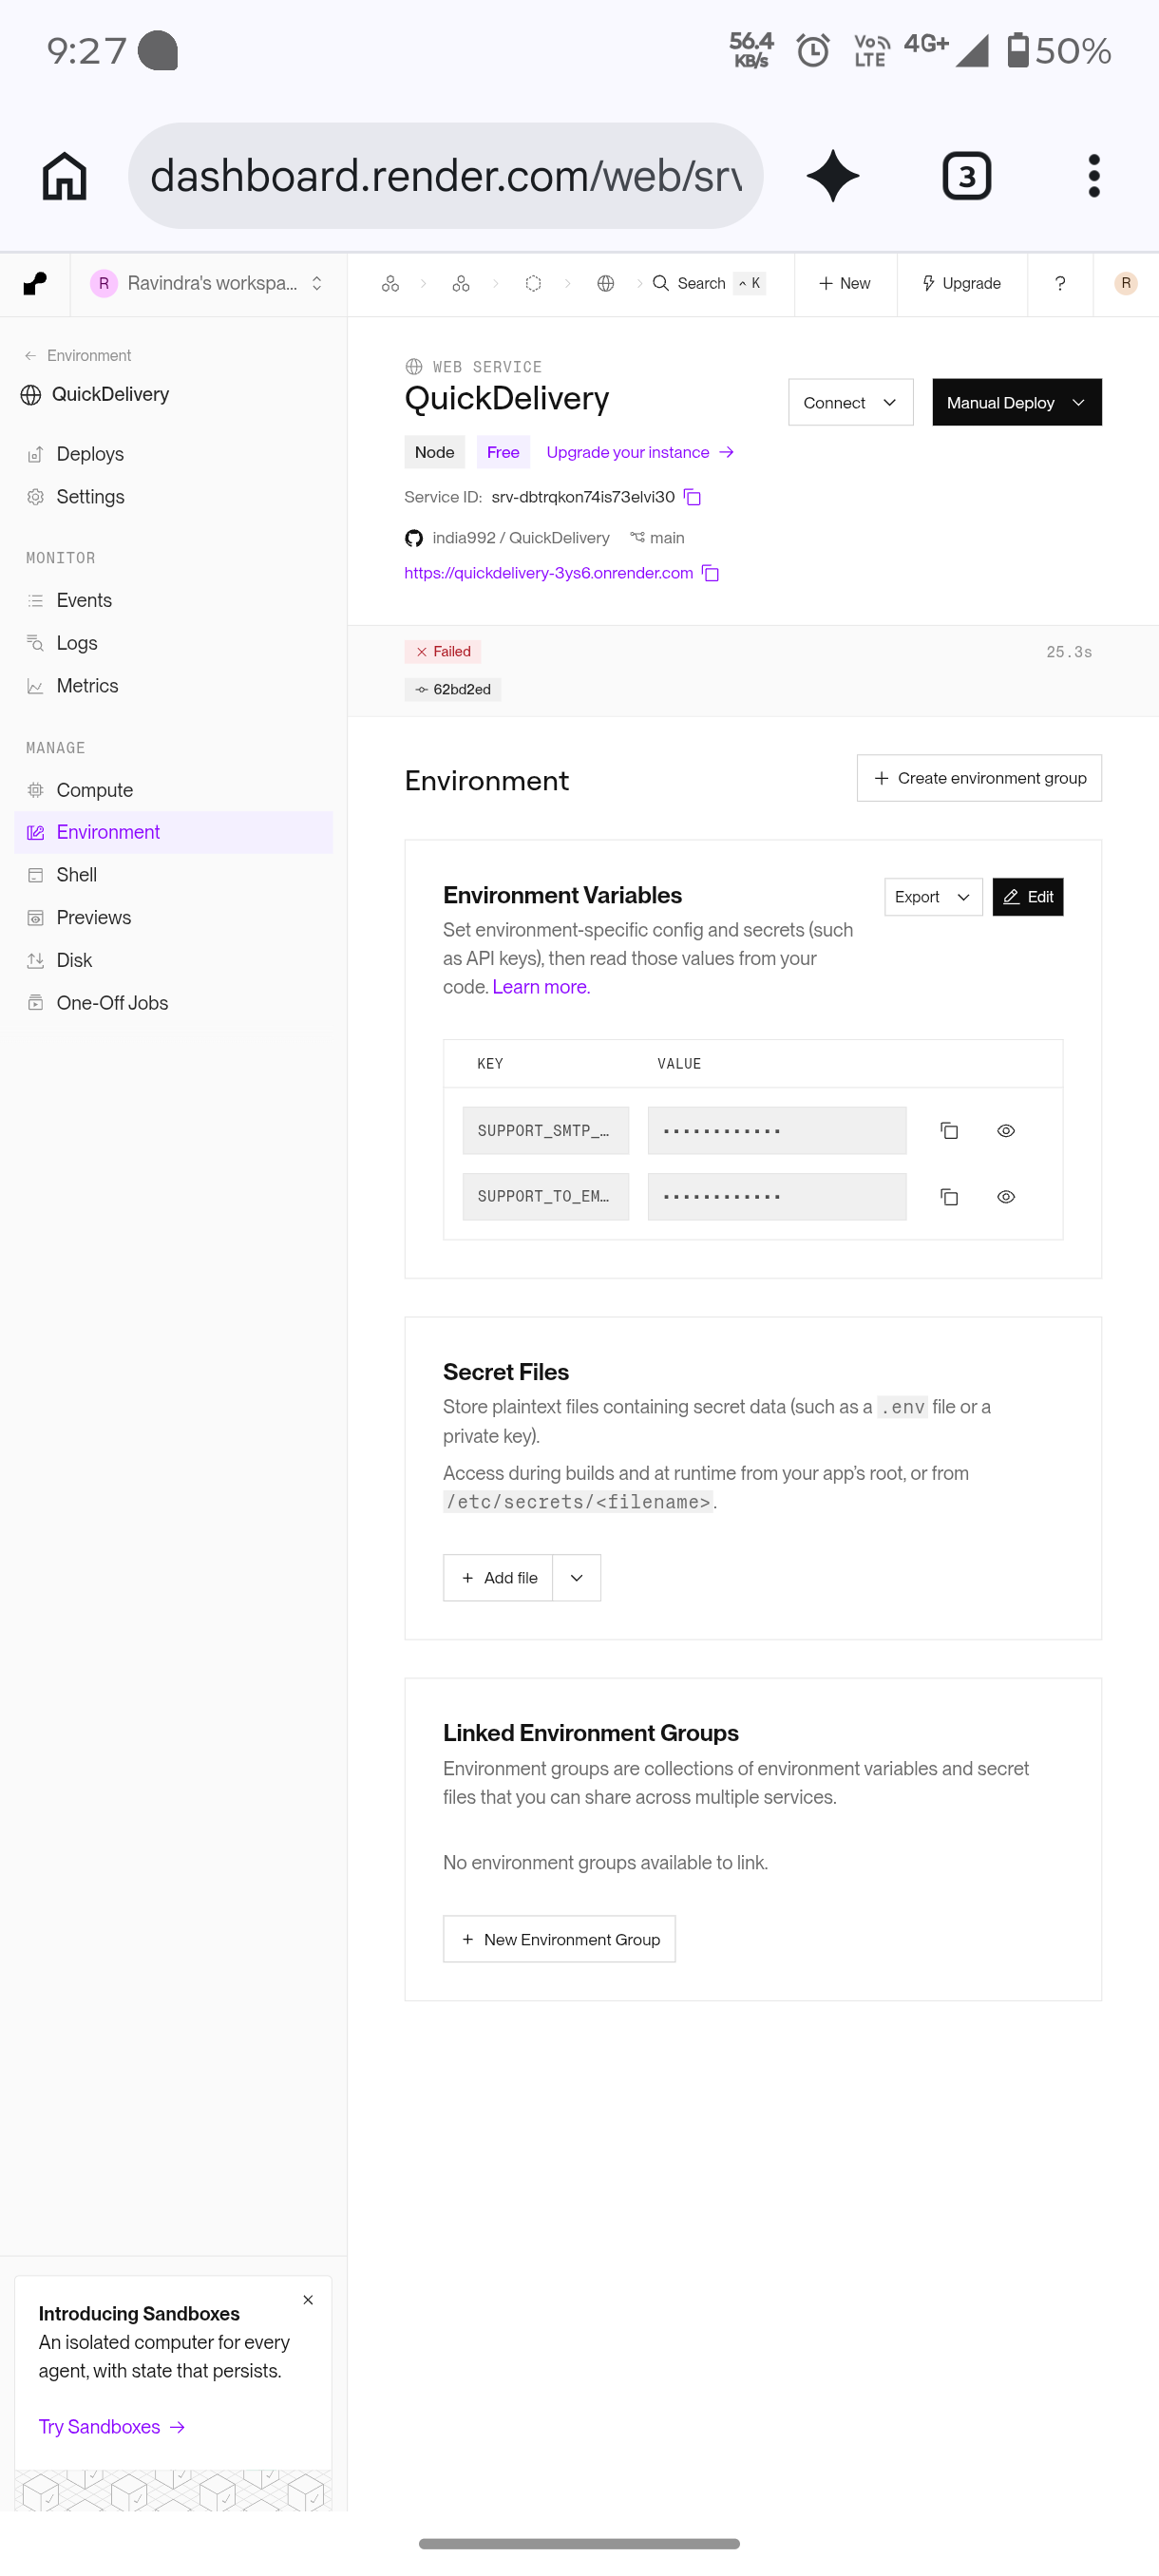 9:27
56.4
KB/s
Vo
LTE
4G+
50%
dashboard.render.com/web/srv
3
R
Ravindra's workspa...
Search
K
New
Upgrade
?
R
Environment
QuickDelivery
Deploys
Settings
MONITOR
Events
Logs
Metrics
MANAGE
Compute
Environment
Shell
Previews
Disk
One-Off Jobs
WEB SERVICE
QuickDelivery
Connect
Manual Deploy
Node
Free
Upgrade your instance
Service ID: srv-dbtrqkon74is73elvi30
india992 / QuickDelivery
main
https://quickdelivery-3ys6.onrender.com
Failed
25.3s
62bd2ed
Environment
Create environment group
Environment Variables
Export
Edit
Set environment-specific config and secrets (such
as API keys), then read those values from your
code. Learn more.
KEY
VALUE
SUPPORT_SMTP_…
••••••••••••
SUPPORT_TO_EM…
••••••••••••
Secret Files
Store plaintext files containing secret data (such as a .env file or a
private key).
Access during builds and at runtime from your app's root, or from
/etc/secrets/<filename>.
+ Add file
Linked Environment Groups
Environment groups are collections of environment variables and secret
files that you can share across multiple services.
No environment groups available to link.
+ New Environment Group
Introducing Sandboxes
An isolated computer for every
agent, with state that persists.
Try Sandboxes →